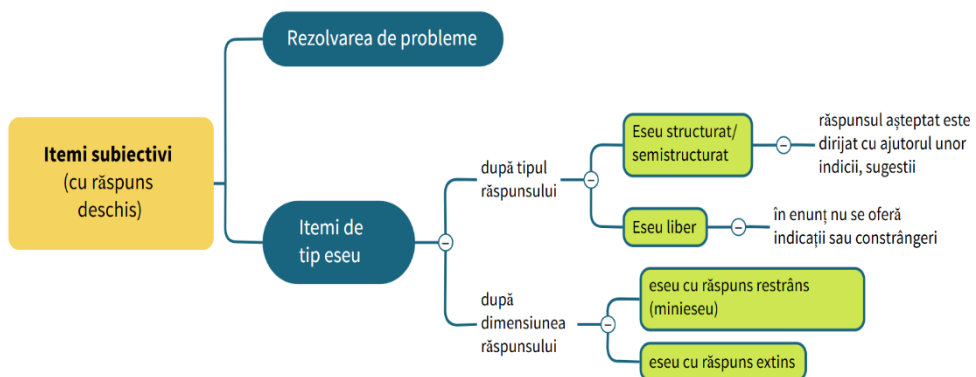 Rezolvarea de probleme
Itemi subiectivi
(cu răspuns
deschis)
Itemi de
tip eseu
după tipul
răspunsului
Eseu structurat/
semistructurat
răspunsul așteptat este
dirijat cu ajutorul unor
indicii, sugestii
Eseu liber
în enunț nu se oferă
indicații sau constrângeri
după
dimensiunea
răspunsului
eseu cu răspuns restrâns
(minieseu)
eseu cu răspuns extins